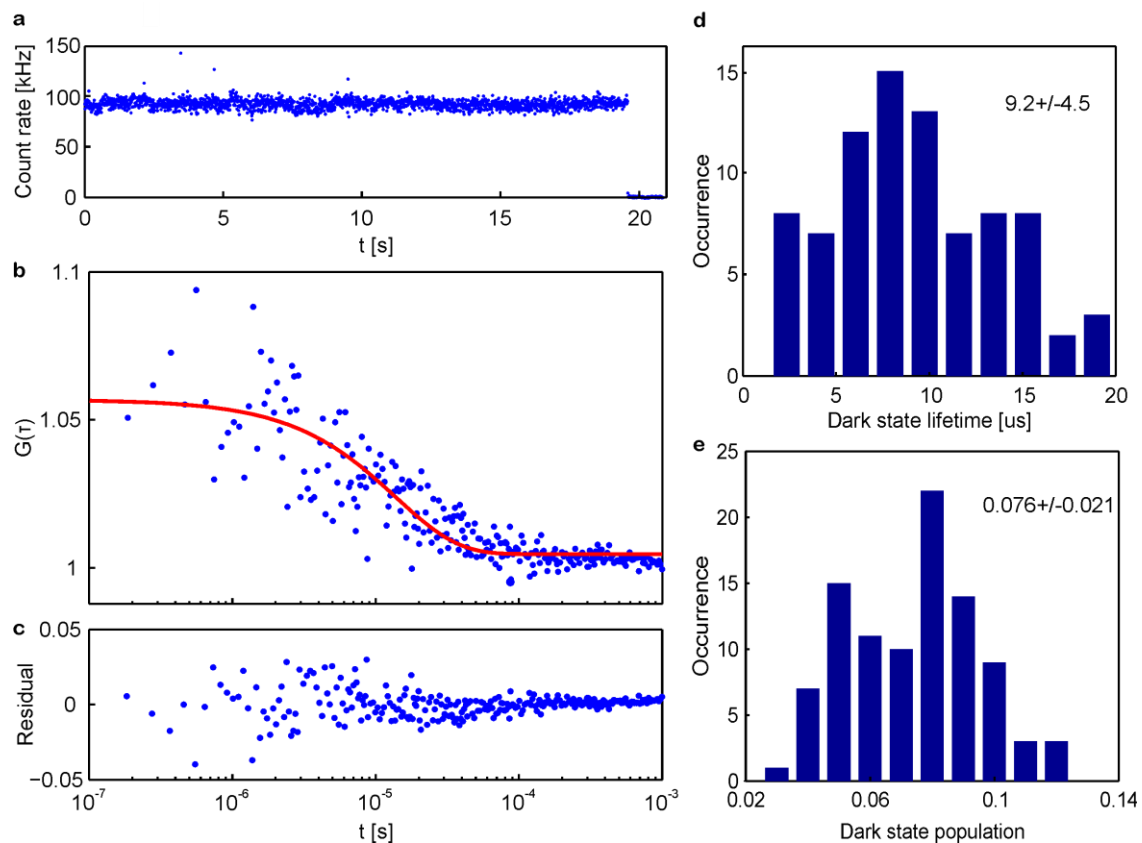 a
150
100
50
0
Count rate [kHz]
0 5 10 15 20
t [s]
b
1.1
1.05
1
G(τ)
c
0.05
0
−0.05
Residual
10⁻⁷ 10⁻⁶ 10⁻⁵ 10⁻⁴ 10⁻³
t [s]
d
15
10
5
0
Occurrence
9.2+/-4.5
0 5 10 15 20
Dark state lifetime [us]
e
25
20
15
10
5
0
Occurrence
0.076+/-0.021
0.02 0.06 0.1 0.14
Dark state population